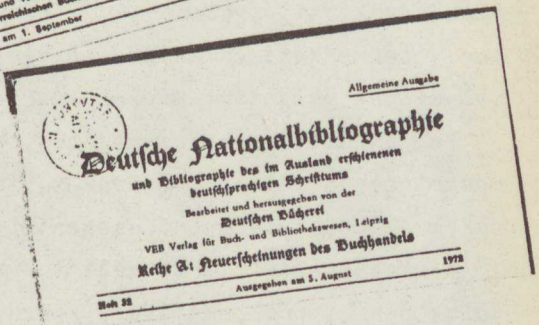 am 1. September
Allgemeine Ausgabe
Deutsche Nationalbibliographie
und Bibliographie des im Ausland erschienenen
deutschsprachigen Schrifttums
Bearbeitet und herausgegeben von der
Deutschen Bücherei
VEB Verlag für Buch- und Bibliothekswesen, Leipzig
Reihe A: Neuerscheinungen des Buchhandels
Heft 32 Ausgegeben am 5. August 1972